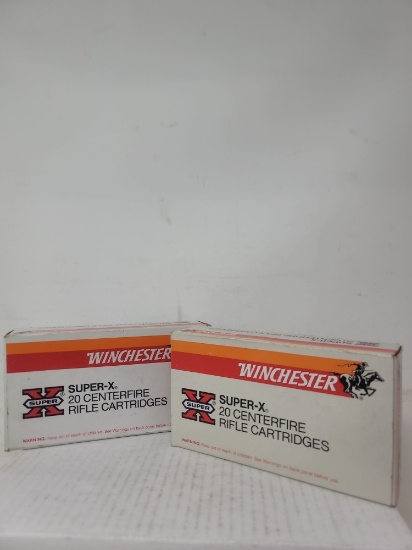 WINCHESTER
SUPER-X®
X
SUPER
20 CENTERFIRE
RIFLE CARTRIDGES
WINCHESTER
SUPER-X®
X
SUPER
20 CENTERFIRE
RIFLE CARTRIDGES